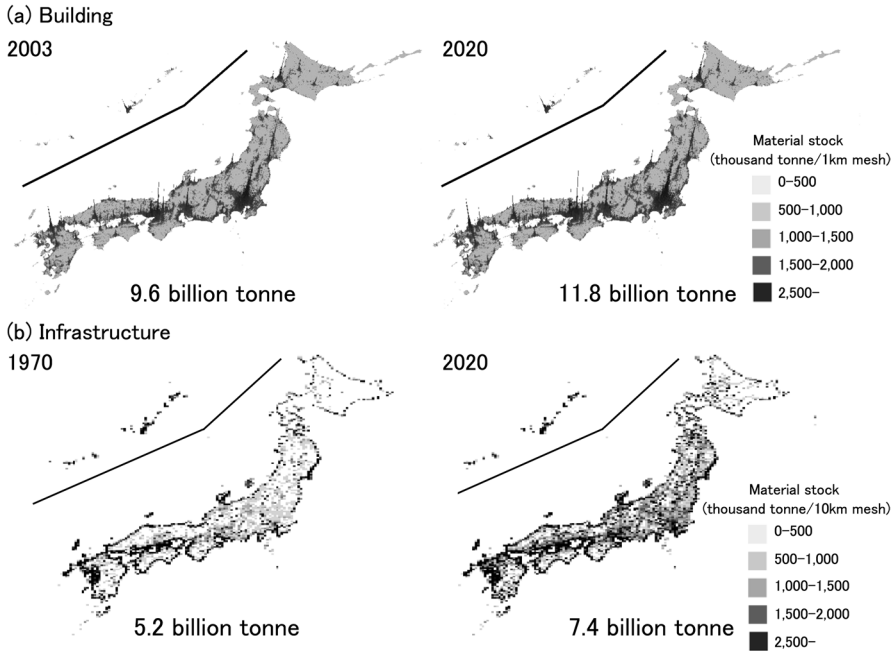 (a) Building
2003
2020
Material stock
(thousand tonne/1km mesh)
0-500
500-1,000
1,000-1,500
1,500-2,000
2,500-
9.6 billion tonne
11.8 billion tonne
(b) Infrastructure
1970
2020
Material stock
(thousand tonne/10km mesh)
0-500
500-1,000
1,000-1,500
1,500-2,000
2,500-
5.2 billion tonne
7.4 billion tonne